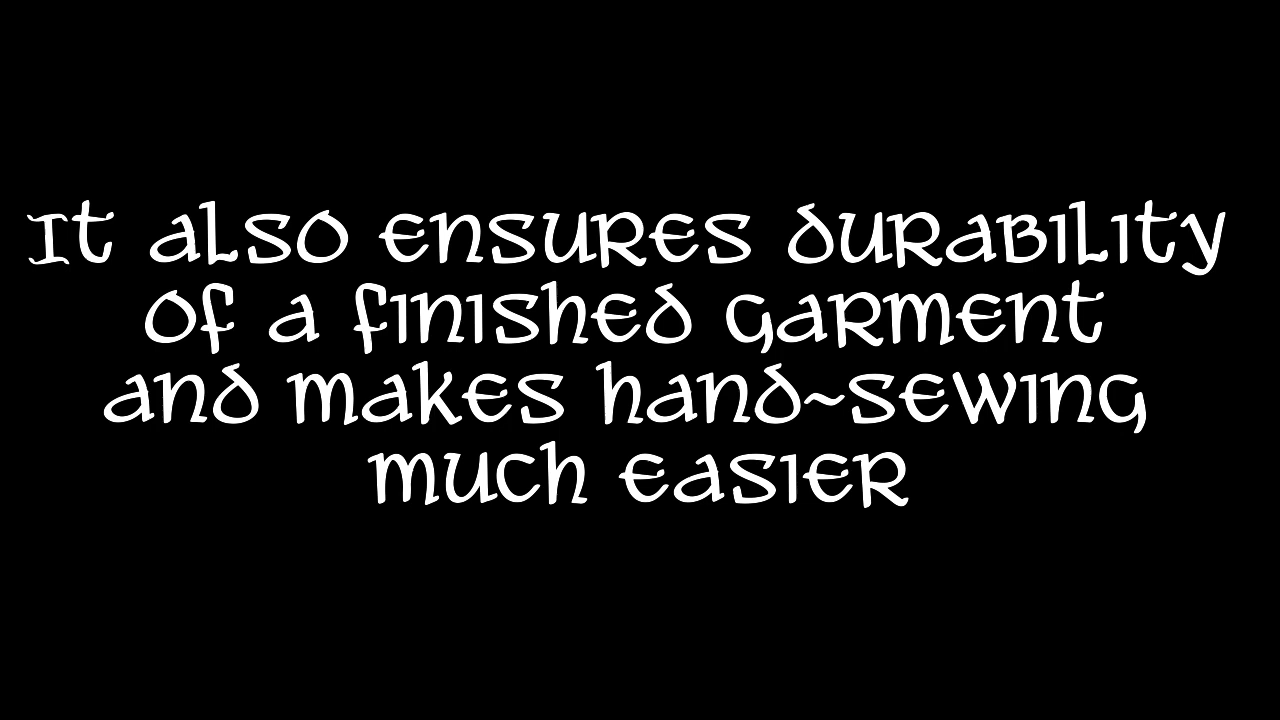 It also ensures durability
of a finished garment
and makes hand~sewing
much easier